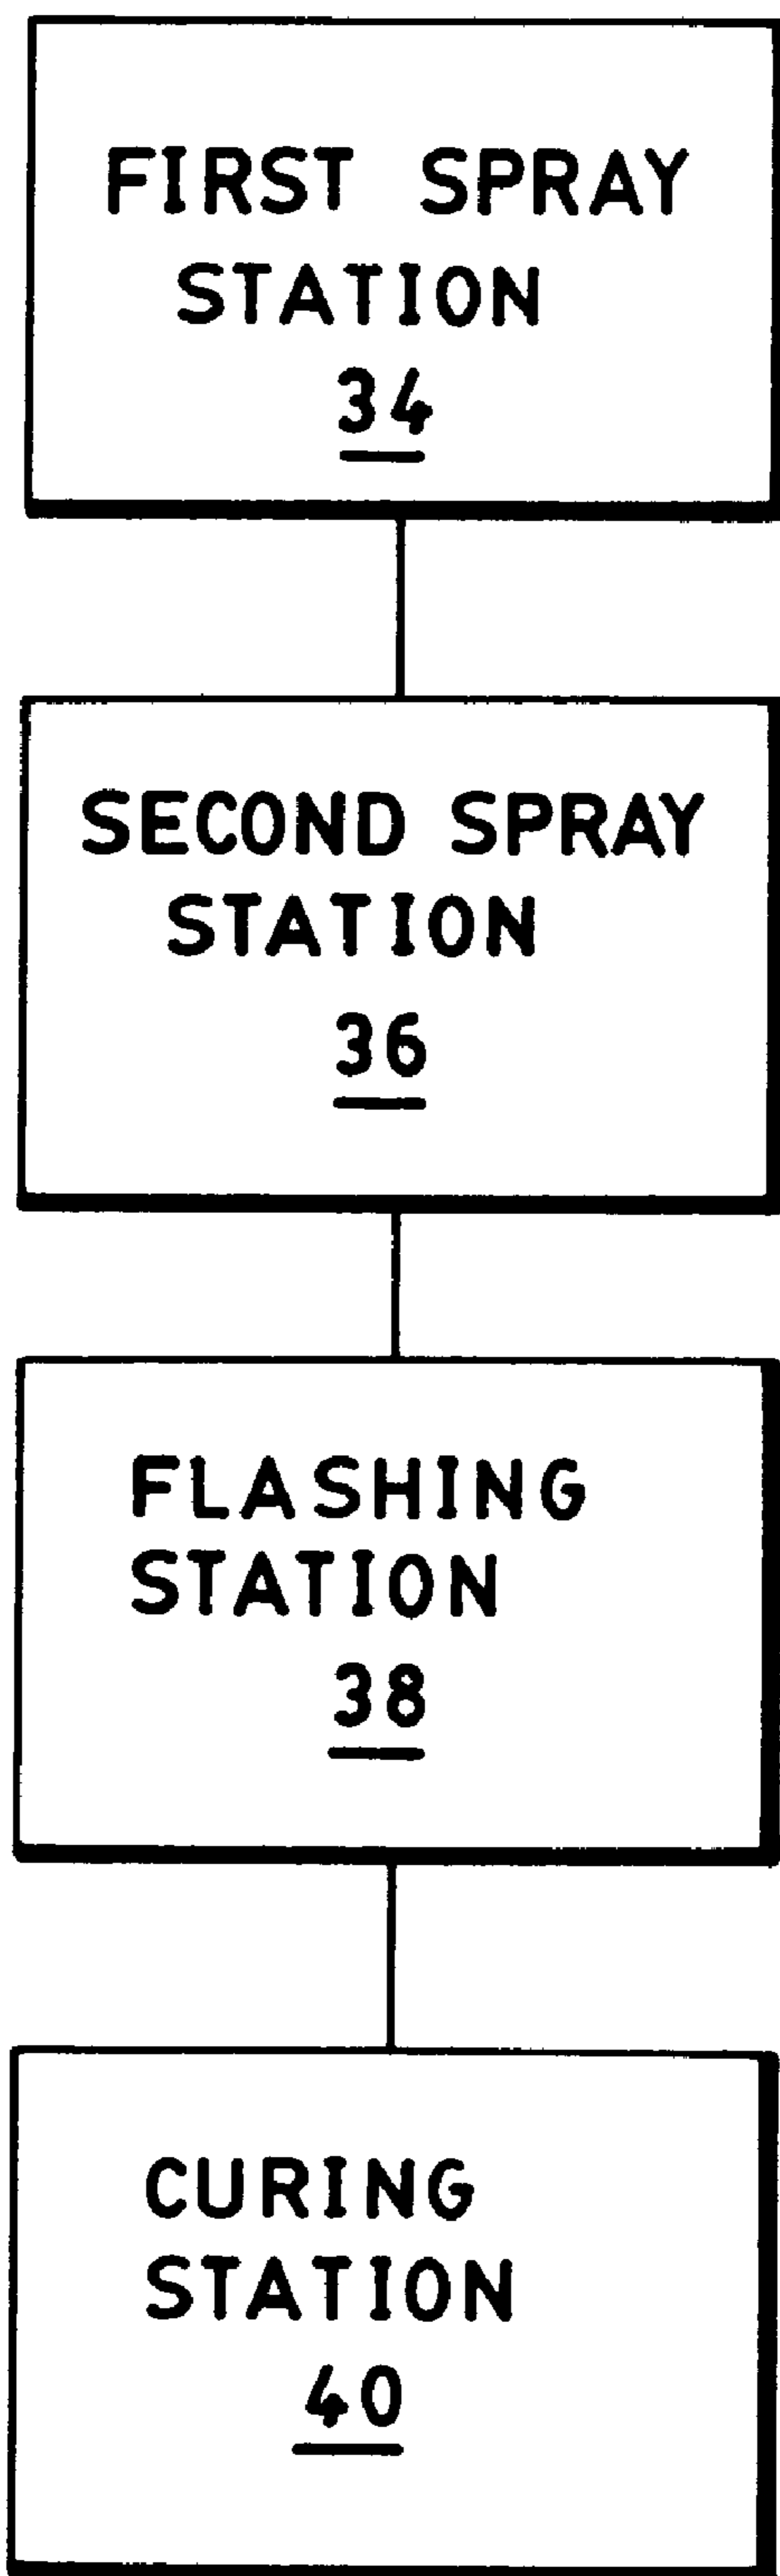 FIRST SPRAY
STATION
34
SECOND SPRAY
STATION
36
FLASHING
STATION
38
CURING
STATION
40